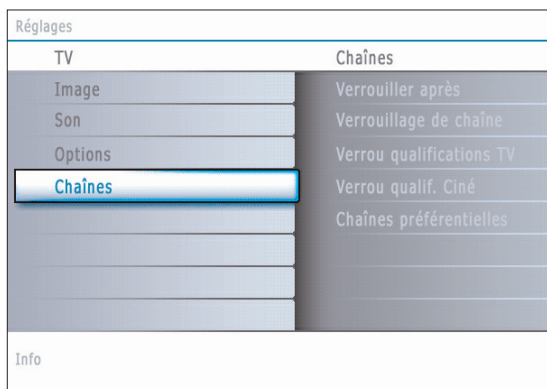 Réglages
TV
Chaînes
Image
Verrouiller après
Son
Verrouillage de chaîne
Options
Verrou qualifications TV
Chaînes
Verrou qualif. Ciné
Chaînes préférentielles
Info